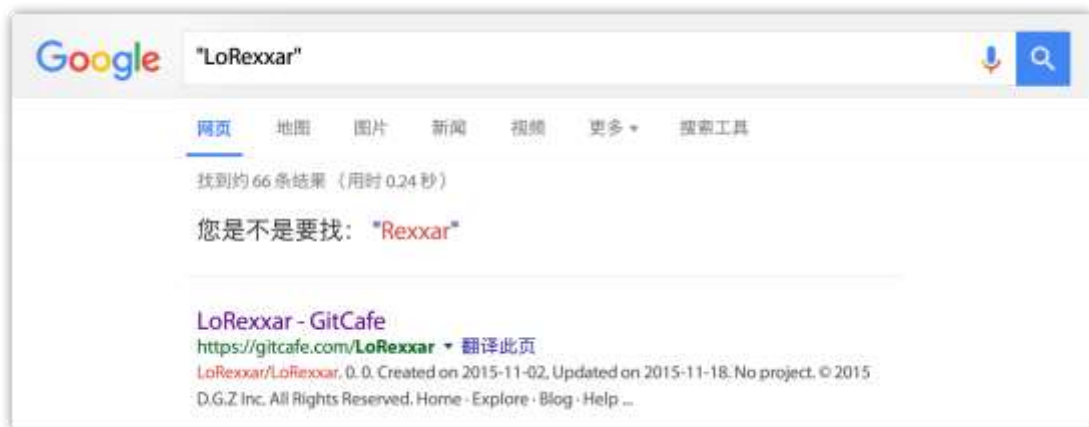 Google "LoRexxar"
网页 地图 图片 新闻 视频 更多 搜索工具
找到约 66 条结果 （用时 0.24 秒）
您是不是要找： "Rexxar"
LoRexxar - GitCafe
https://gitcafe.com/LoRexxar 翻译此页
LoRexxar/LoRexxar. 0. 0. Created on 2015-11-02, Updated on 2015-11-18. No project. © 2015
D.G.Z Inc. All Rights Reserved. Home · Explore · Blog · Help ...